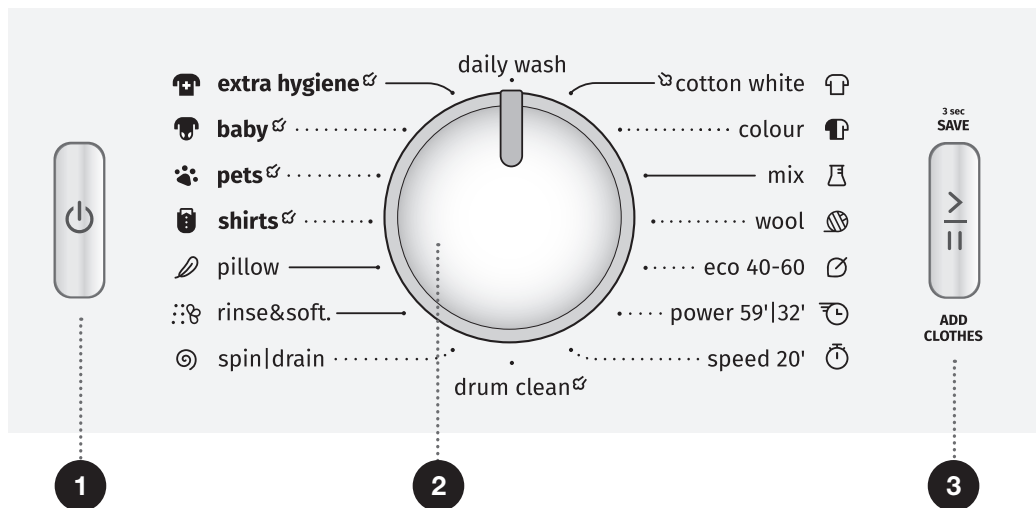 daily wash
extra hygiene
baby
pets
shirts
pillow
rinse&soft.
spin|drain
cotton white
colour
mix
wool
eco 40-60
power 59'|32'
speed 20'
drum clean
3 sec
SAVE
ADD
CLOTHES
1
2
3